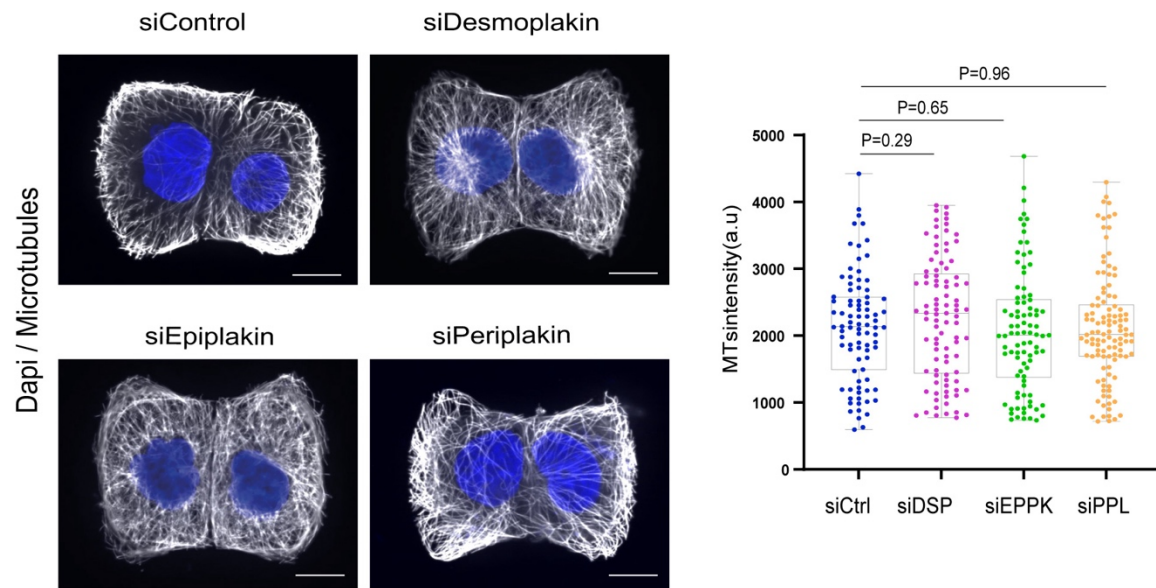 siControl
siDesmoplakin
Dapi / Microtubules
siEpiplakin
siPeriplakin
P=0.96
P=0.65
P=0.29
MTsintensity(a.u)
5000
4000
3000
2000
1000
0
siCtrl siDSP siEPPK siPPL